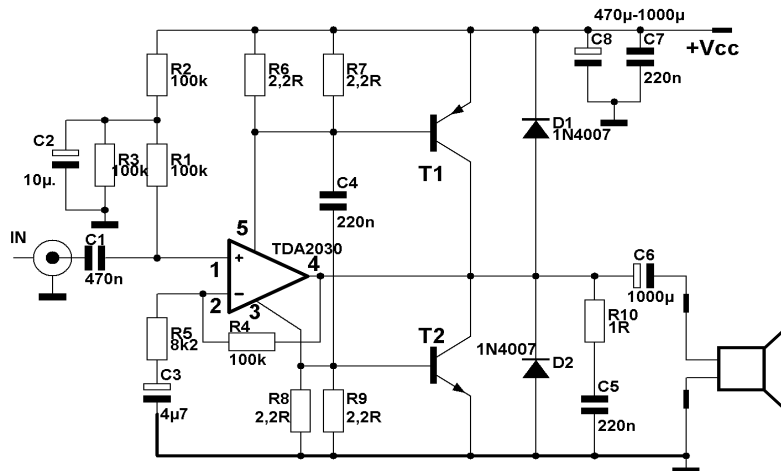 470µ-1000µ
C8
C7
+Vcc
220n
R2
100k
R6
2,2R
R7
2,2R
D1
1N4007
C2
10µ.
R3
100k
R1
100k
T1
C4
220n
IN
C1
470n
5
TDA2030
1
+
4
2
−
3
C6
1000µ
R5
8k2
R4
100k
T2
1N4007
D2
R10
1R
C3
4µ7
R8
2,2R
R9
2,2R
C5
220n